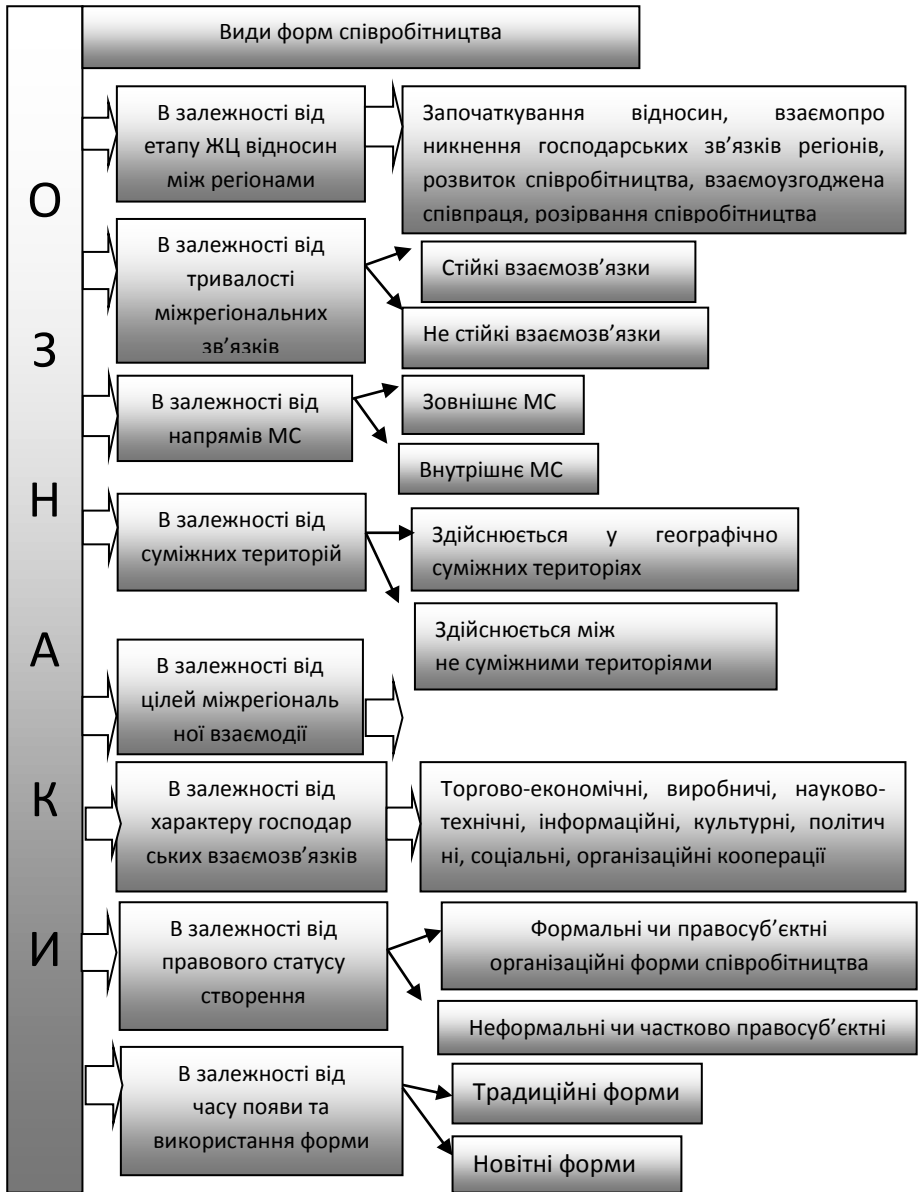 Види форм співробітництва
ОЗНАКИ
В залежності від
етапу ЖЦ відносин
між регіонами
Започаткування відносин, взаємопро
никнення господарських зв’язків регіонів,
розвиток співробітництва, взаємоузгоджена
співпраця, розірвання співробітництва
В залежності від
тривалості
міжрегіональних
зв’язків
Стійкі взаємозв’язки
Не стійкі взаємозв’язки
В залежності від
напрямів МС
Зовнішнє МС
Внутрішнє МС
В залежності від
суміжних територій
Здійснюється у географічно
суміжних територіях
Здійснюється між
не суміжними територіями
В залежності від
цілей міжрегіональ
ної взаємодії
В залежності від
характеру господар
ських взаємозв’язків
Торгово-економічні, виробничі, науково-
технічні, інформаційні, культурні, політич
ні, соціальні, організаційні кооперації
В залежності від
правового статусу
створення
Формальні чи правосуб’єктні
організаційні форми співробітництва
Неформальні чи частково правосуб’єктні
В залежності від
часу появи та
використання форми
Традиційні форми
Новітні форми